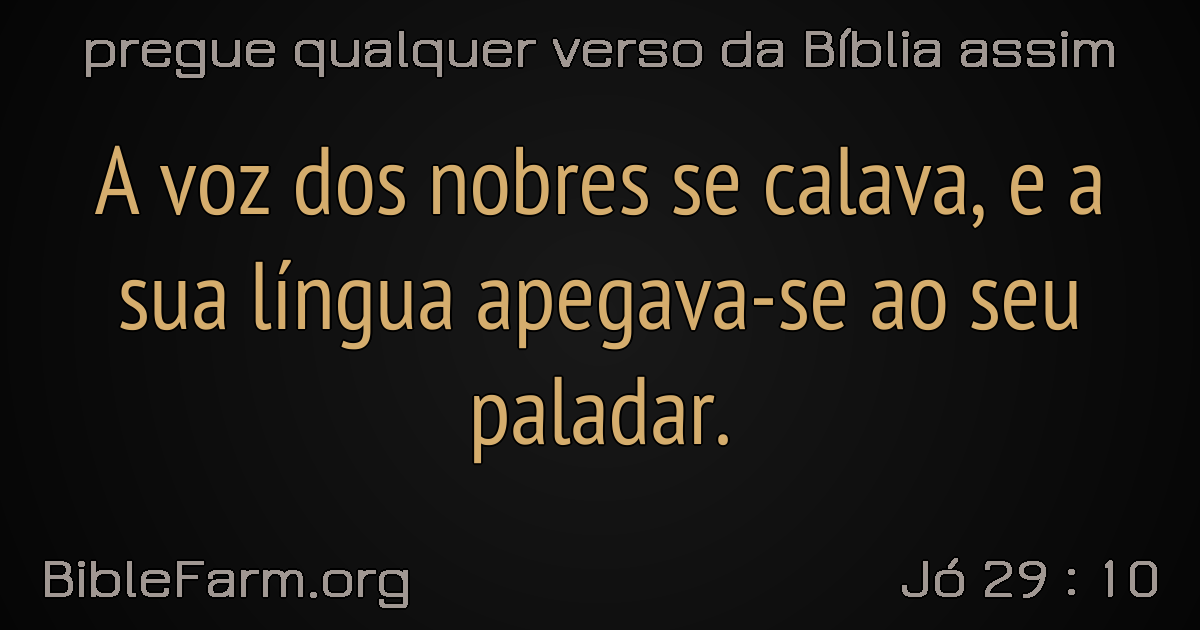 pregue qualquer verso da Bíblia assim
A voz dos nobres se calava, e a
sua língua apegava-se ao seu
paladar.
BibleFarm.org
Jó 29 : 10